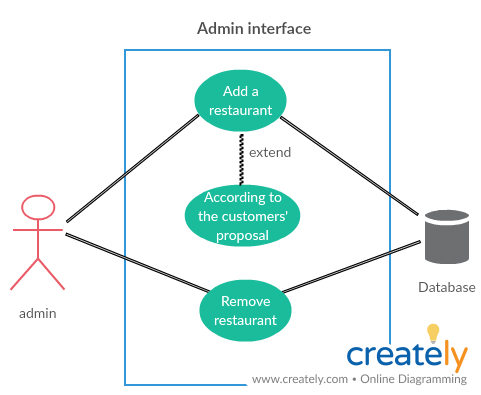 Admin interface
Add a
restaurant
extend
According to
the customers'
proposal
admin
Database
Remove
restaurant
creately
www.creately.com • Online Diagramming